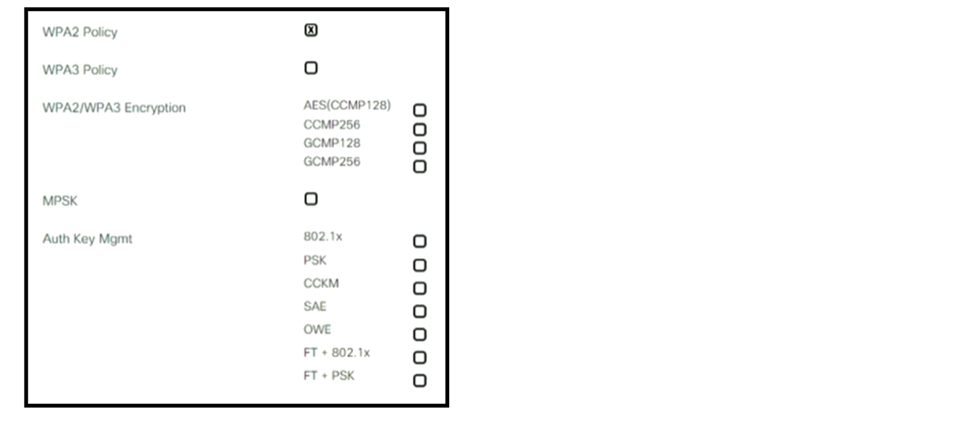 WPA2 Policy
WPA3 Policy
WPA2/WPA3 Encryption AES(CCMP128)
CCMP256
GCMP128
GCMP256
MPSK
Auth Key Mgmt 802.1x
PSK
CCKM
SAE
OWE
FT + 802.1x
FT + PSK